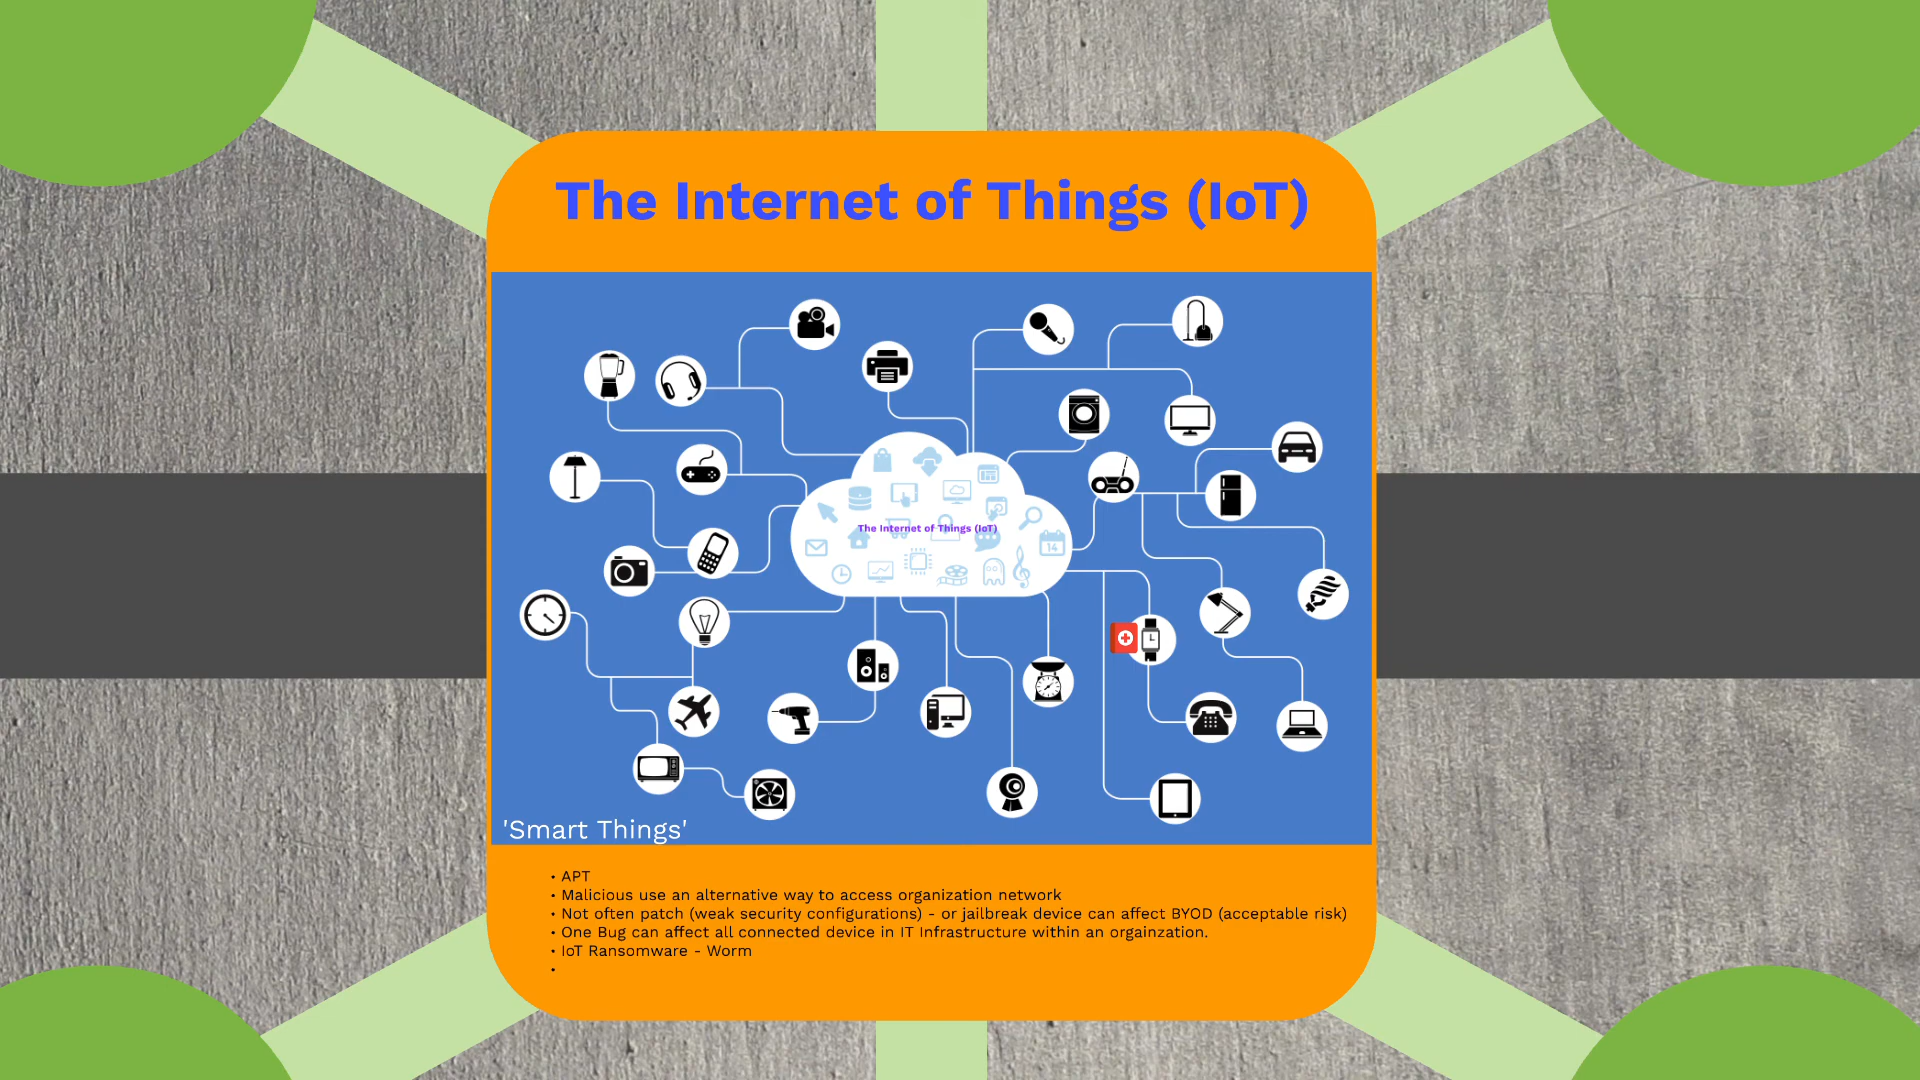 The Internet of Things (IoT)
The Internet of Things (IoT)
14
'Smart Things'
• APT
• Malicious use an alternative way to access organization network
• Not often patch (weak security configurations) - or jailbreak device can affect BYOD (acceptable risk)
• One Bug can affect all connected device in IT Infrastructure within an orgainzation.
• IoT Ransomware - Worm
•